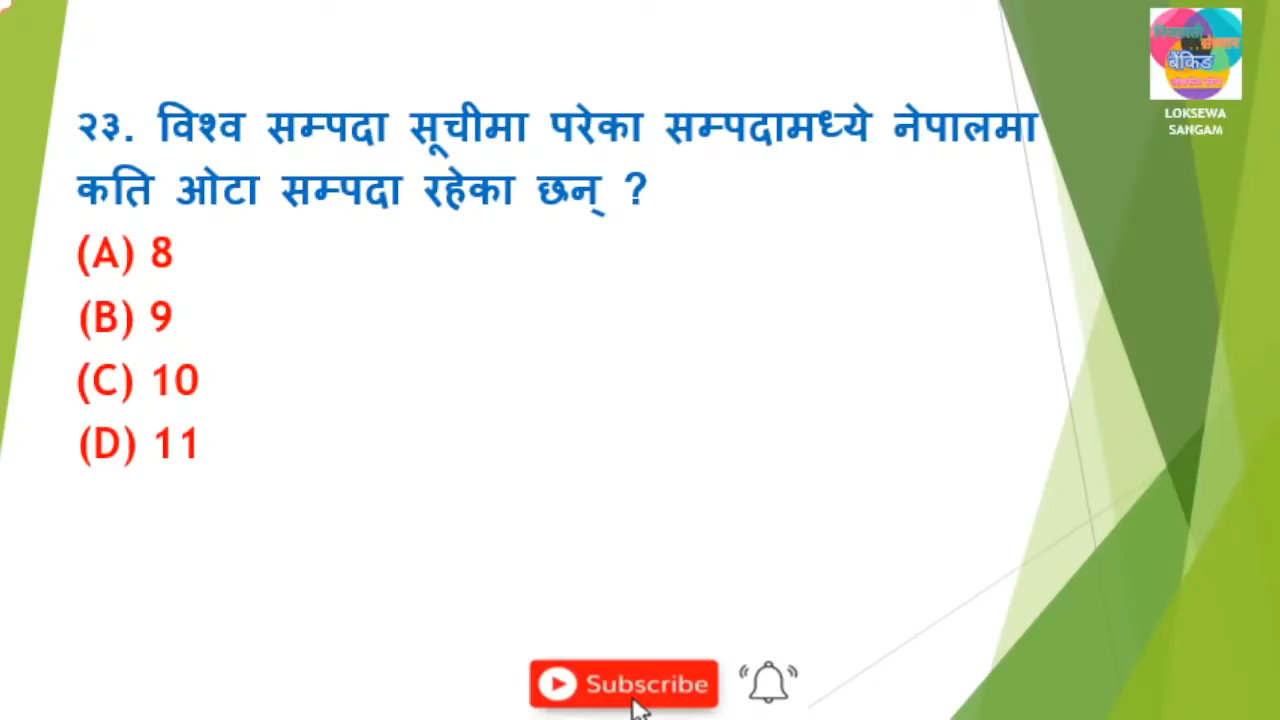 २३. विश्व सम्पदा सूचीमा परेका सम्पदामध्ये नेपालमा
कति ओटा सम्पदा रहेका छन् ?
(A) 8
(B) 9
(C) 10
(D) 11
बैंकिङ
LOKSEWA
SANGAM
Subscribe